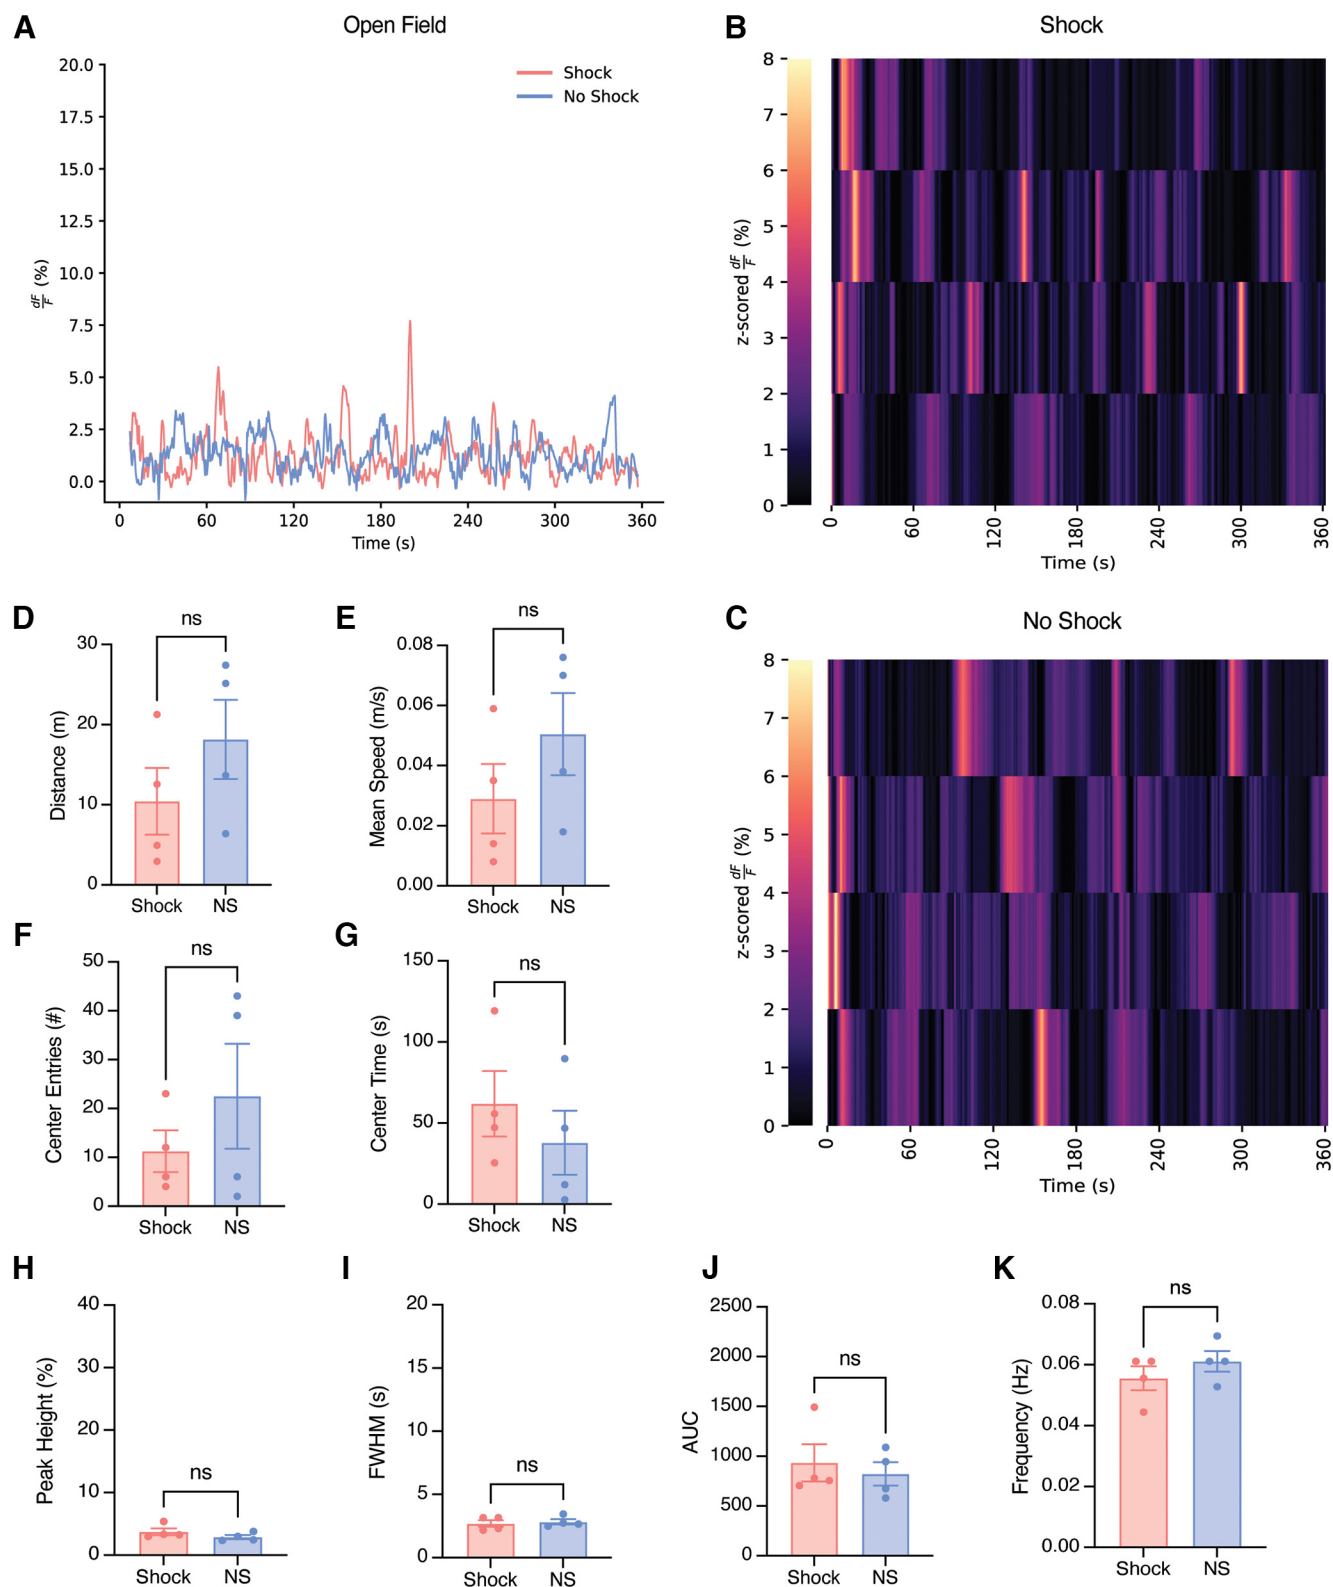 A
Open Field
20.0
17.5
15.0
12.5
10.0
7.5
5.0
2.5
0.0
dF/F (%)
Shock
No Shock
0 60 120 180 240 300 360
Time (s)
B
Shock
8
7
6
5
4
3
2
1
0
z-scored dF/F (%)
0 60 120 180 240 300 360
Time (s)
C
No Shock
8
7
6
5
4
3
2
1
0
z-scored dF/F (%)
0 60 120 180 240 300 360
Time (s)
D
ns
30
20
10
0
Distance (m)
Shock NS
E
ns
0.08
0.06
0.04
0.02
0.00
Mean Speed (m/s)
Shock NS
F
ns
50
40
30
20
10
0
Center Entries (#)
Shock NS
G
ns
150
100
50
0
Center Time (s)
Shock NS
H
ns
40
30
20
10
0
Peak Height (%)
Shock NS
I
ns
20
15
10
5
0
FWHM (s)
Shock NS
J
ns
2500
2000
1500
1000
500
0
AUC
Shock NS
K
ns
0.08
0.06
0.04
0.02
0.00
Frequency (Hz)
Shock NS